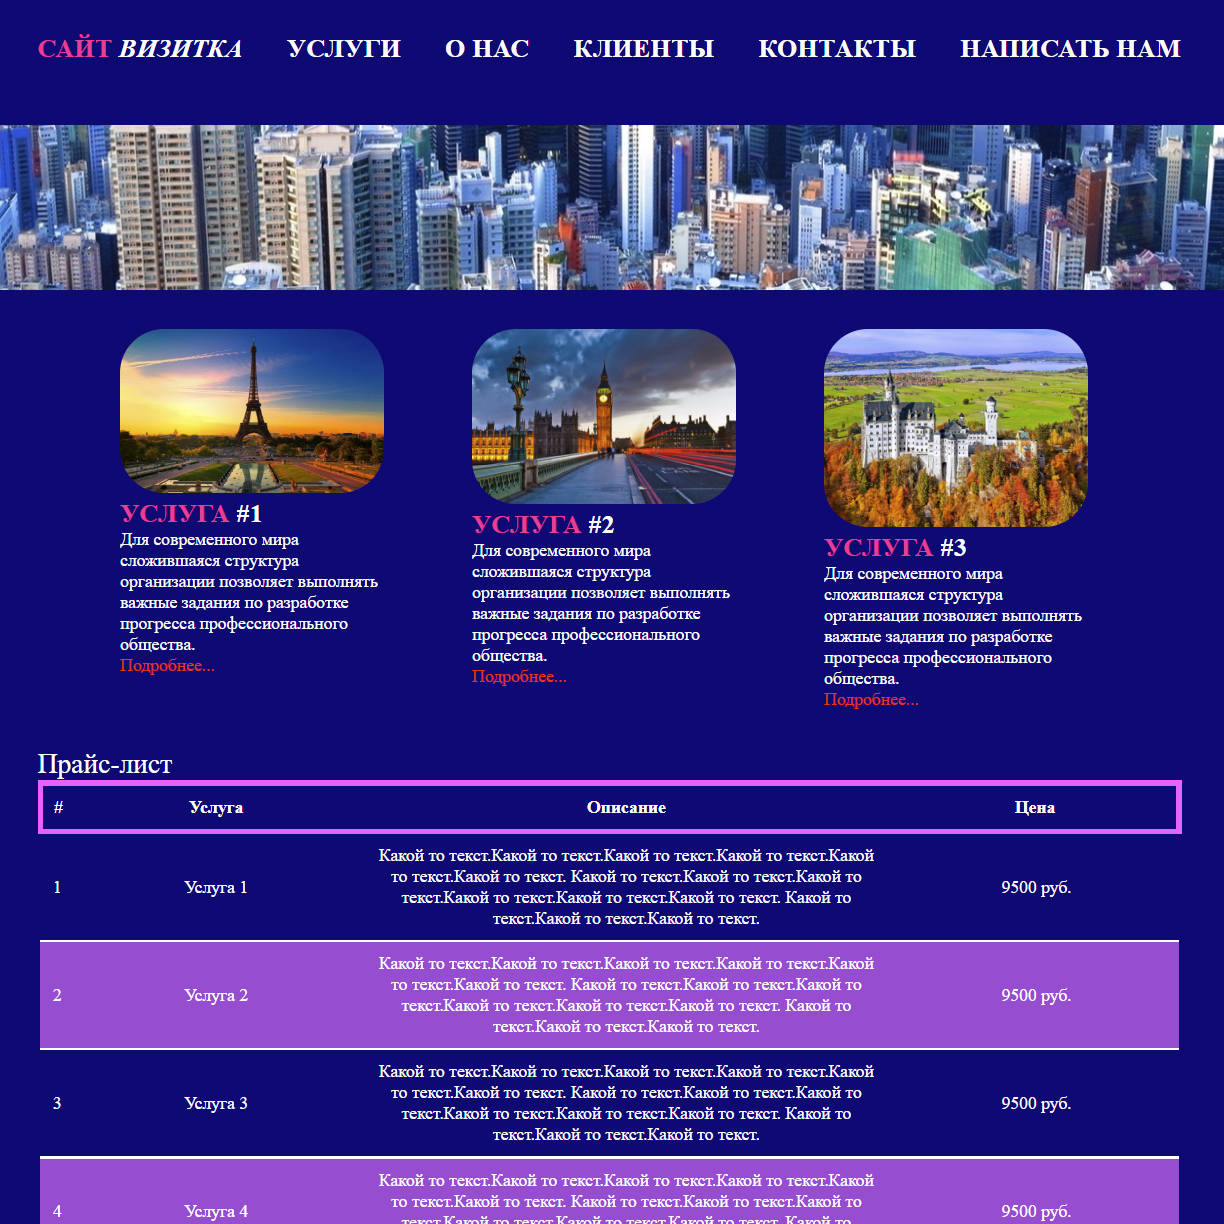 САЙТ ВИЗИТКА УСЛУГИ О НАС КЛИЕНТЫ КОНТАКТЫ НАПИСАТЬ НАМ
УСЛУГА #1
Для современного мира
сложившаяся структура
организации позволяет выполнять
важные задания по разработке
прогресса профессионального
общества.
Подробнее...
УСЛУГА #2
Для современного мира
сложившаяся структура
организации позволяет выполнять
важные задания по разработке
прогресса профессионального
общества.
Подробнее...
УСЛУГА #3
Для современного мира
сложившаяся структура
организации позволяет выполнять
важные задания по разработке
прогресса профессионального
общества.
Подробнее...
Прайс-лист
# Услуга Описание Цена
Какой то текст.Какой то текст.Какой то текст.Какой то текст.Какой
то текст.Какой то текст. Какой то текст.Какой то текст.Какой то
1 Услуга 1 9500 руб.
текст.Какой то текст.Какой то текст.Какой то текст. Какой то
текст.Какой то текст.Какой то текст.
Какой то текст.Какой то текст.Какой то текст.Какой то текст.Какой
то текст.Какой то текст. Какой то текст.Какой то текст.Какой то
2 Услуга 2 9500 руб.
текст.Какой то текст.Какой то текст.Какой то текст. Какой то
текст.Какой то текст.Какой то текст.
Какой то текст.Какой то текст.Какой то текст.Какой то текст.Какой
то текст.Какой то текст. Какой то текст.Какой то текст.Какой то
3 Услуга 3 9500 руб.
текст.Какой то текст.Какой то текст.Какой то текст. Какой то
текст.Какой то текст.Какой то текст.
Какой то текст.Какой то текст.Какой то текст.Какой то текст.Какой
то текст.Какой то текст. Какой то текст.Какой то текст.Какой то
4 Услуга 4 9500 руб.
текст.Какой то текст.Какой то текст.Какой то текст. Какой то